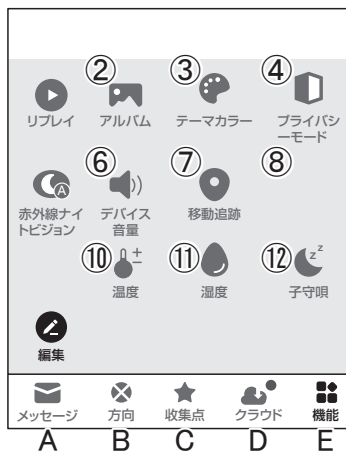 ② ③ ④
リプレイ アルバム テーマカラー プライバシ
ーモード
⑥ ⑦ ⑧
A
赤外線ナイ デバイス 移動追跡
トビジョン 音量
⑩ ⑪ ⑫ zz
温度 湿度 子守唄
編集
メッセージ 方向 収集点 クラウド 機能
A B C D E